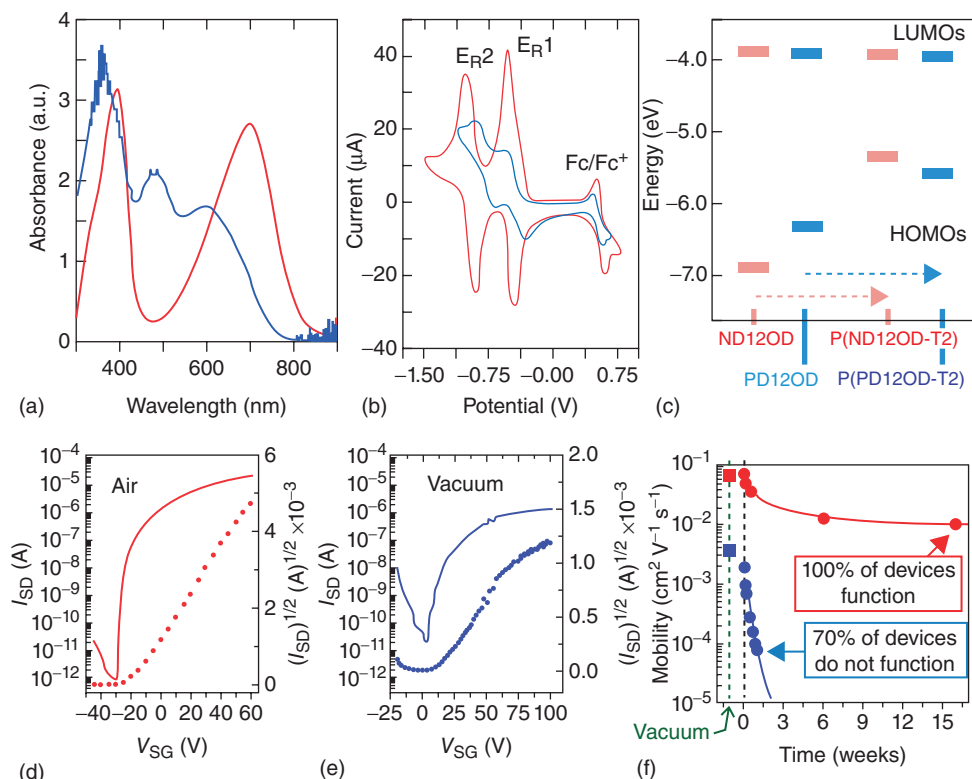 4
3
2
1
0
Absorbance (a.u.)
400 600 800
Wavelength (nm)
(a)
40
20
0
−20
−40
Current (µA)
E_R2
E_R1
Fc/Fc⁺
−1.50 −0.75 −0.00 0.75
Potential (V)
(b)
−4.0
−5.0
−6.0
−7.0
Energy (eV)
LUMOs
HOMOs
ND12OD P(ND12OD-T2)
PD12OD P(PD12OD-T2)
(c)
10⁻⁴
10⁻⁵
10⁻⁶
10⁻⁷
10⁻⁸
10⁻⁹
10⁻¹⁰
10⁻¹¹
10⁻¹²
I_SD (A)
Air
6
4
2
0
(I_SD)^1/2 (A)^1/2 ×10⁻³
−40 −20 0 20 40 60
V_SG (V)
(d)
10⁻⁴
10⁻⁵
10⁻⁶
10⁻⁷
10⁻⁸
10⁻⁹
10⁻¹⁰
10⁻¹¹
10⁻¹²
I_SD (A)
Vacuum
2.0
1.5
1.0
0.5
0.0
(I_SD)^1/2 (A)^1/2 ×10⁻³
−25 0 25 50 75 100
V_SG (V)
(e)
10⁻¹
10⁻²
10⁻³
10⁻⁴
10⁻⁵
Mobility (cm² V⁻¹ s⁻¹)
100% of devices
function
70% of devices
do not function
0 3 6 9 12 15
Vacuum
Time (weeks)
(f)